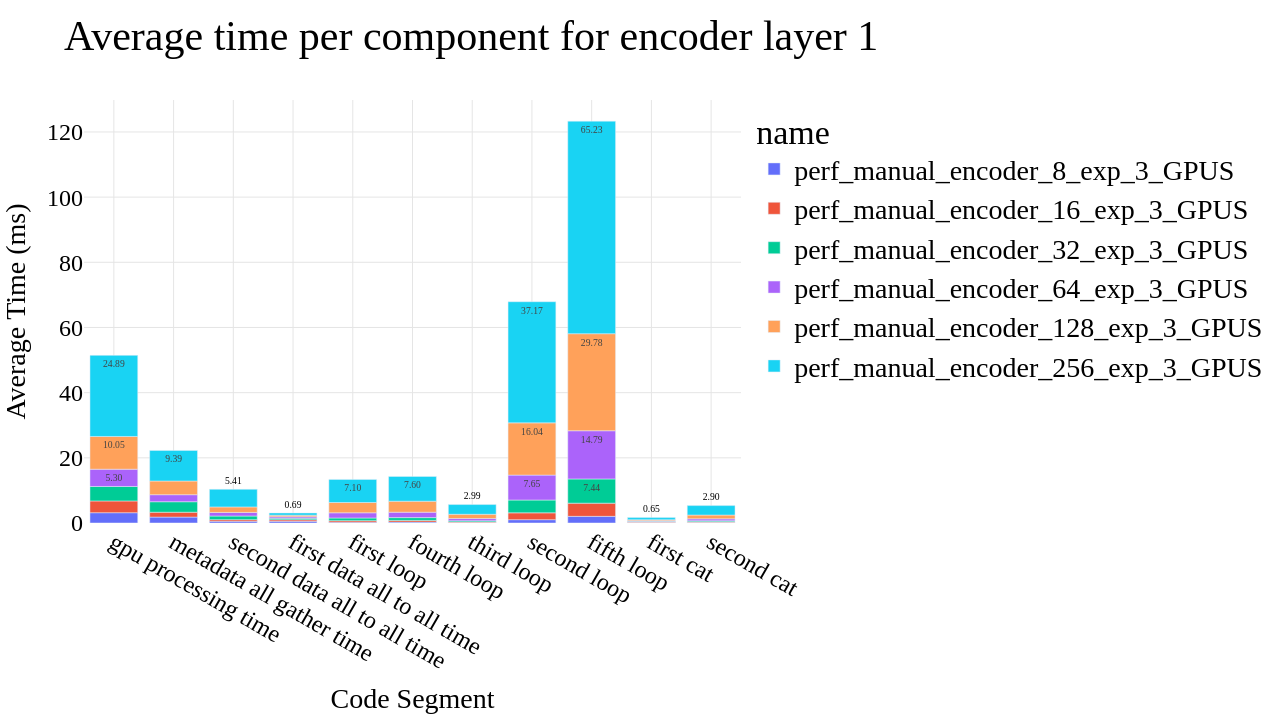 Average time per component for encoder layer 1
name
perf_manual_encoder_8_exp_3_GPUS
perf_manual_encoder_16_exp_3_GPUS
perf_manual_encoder_32_exp_3_GPUS
perf_manual_encoder_64_exp_3_GPUS
perf_manual_encoder_128_exp_3_GPUS
perf_manual_encoder_256_exp_3_GPUS
Average Time (ms)
120
100
80
60
40
20
0
24.89
10.05
5.30
9.39
5.41
0.69
7.10
7.60
2.99
37.17
16.04
7.65
65.23
29.78
14.79
7.44
0.65
2.90
gpu processing time
metadata all gather time
second data all to all time
first data all to all time
first loop
fourth loop
third loop
second loop
fifth loop
first cat
second cat
Code Segment